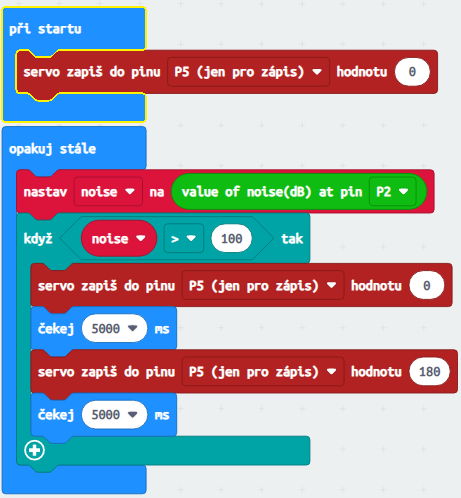 při startu
servo zapiš do pinu P5 (jen pro zápis) hodnotu 0
opakuj stále
nastav noise na value of noise(dB) at pin P2
když noise > 100 tak
servo zapiš do pinu P5 (jen pro zápis) hodnotu 0
čekej 5000 ms
servo zapiš do pinu P5 (jen pro zápis) hodnotu 180
čekej 5000 ms